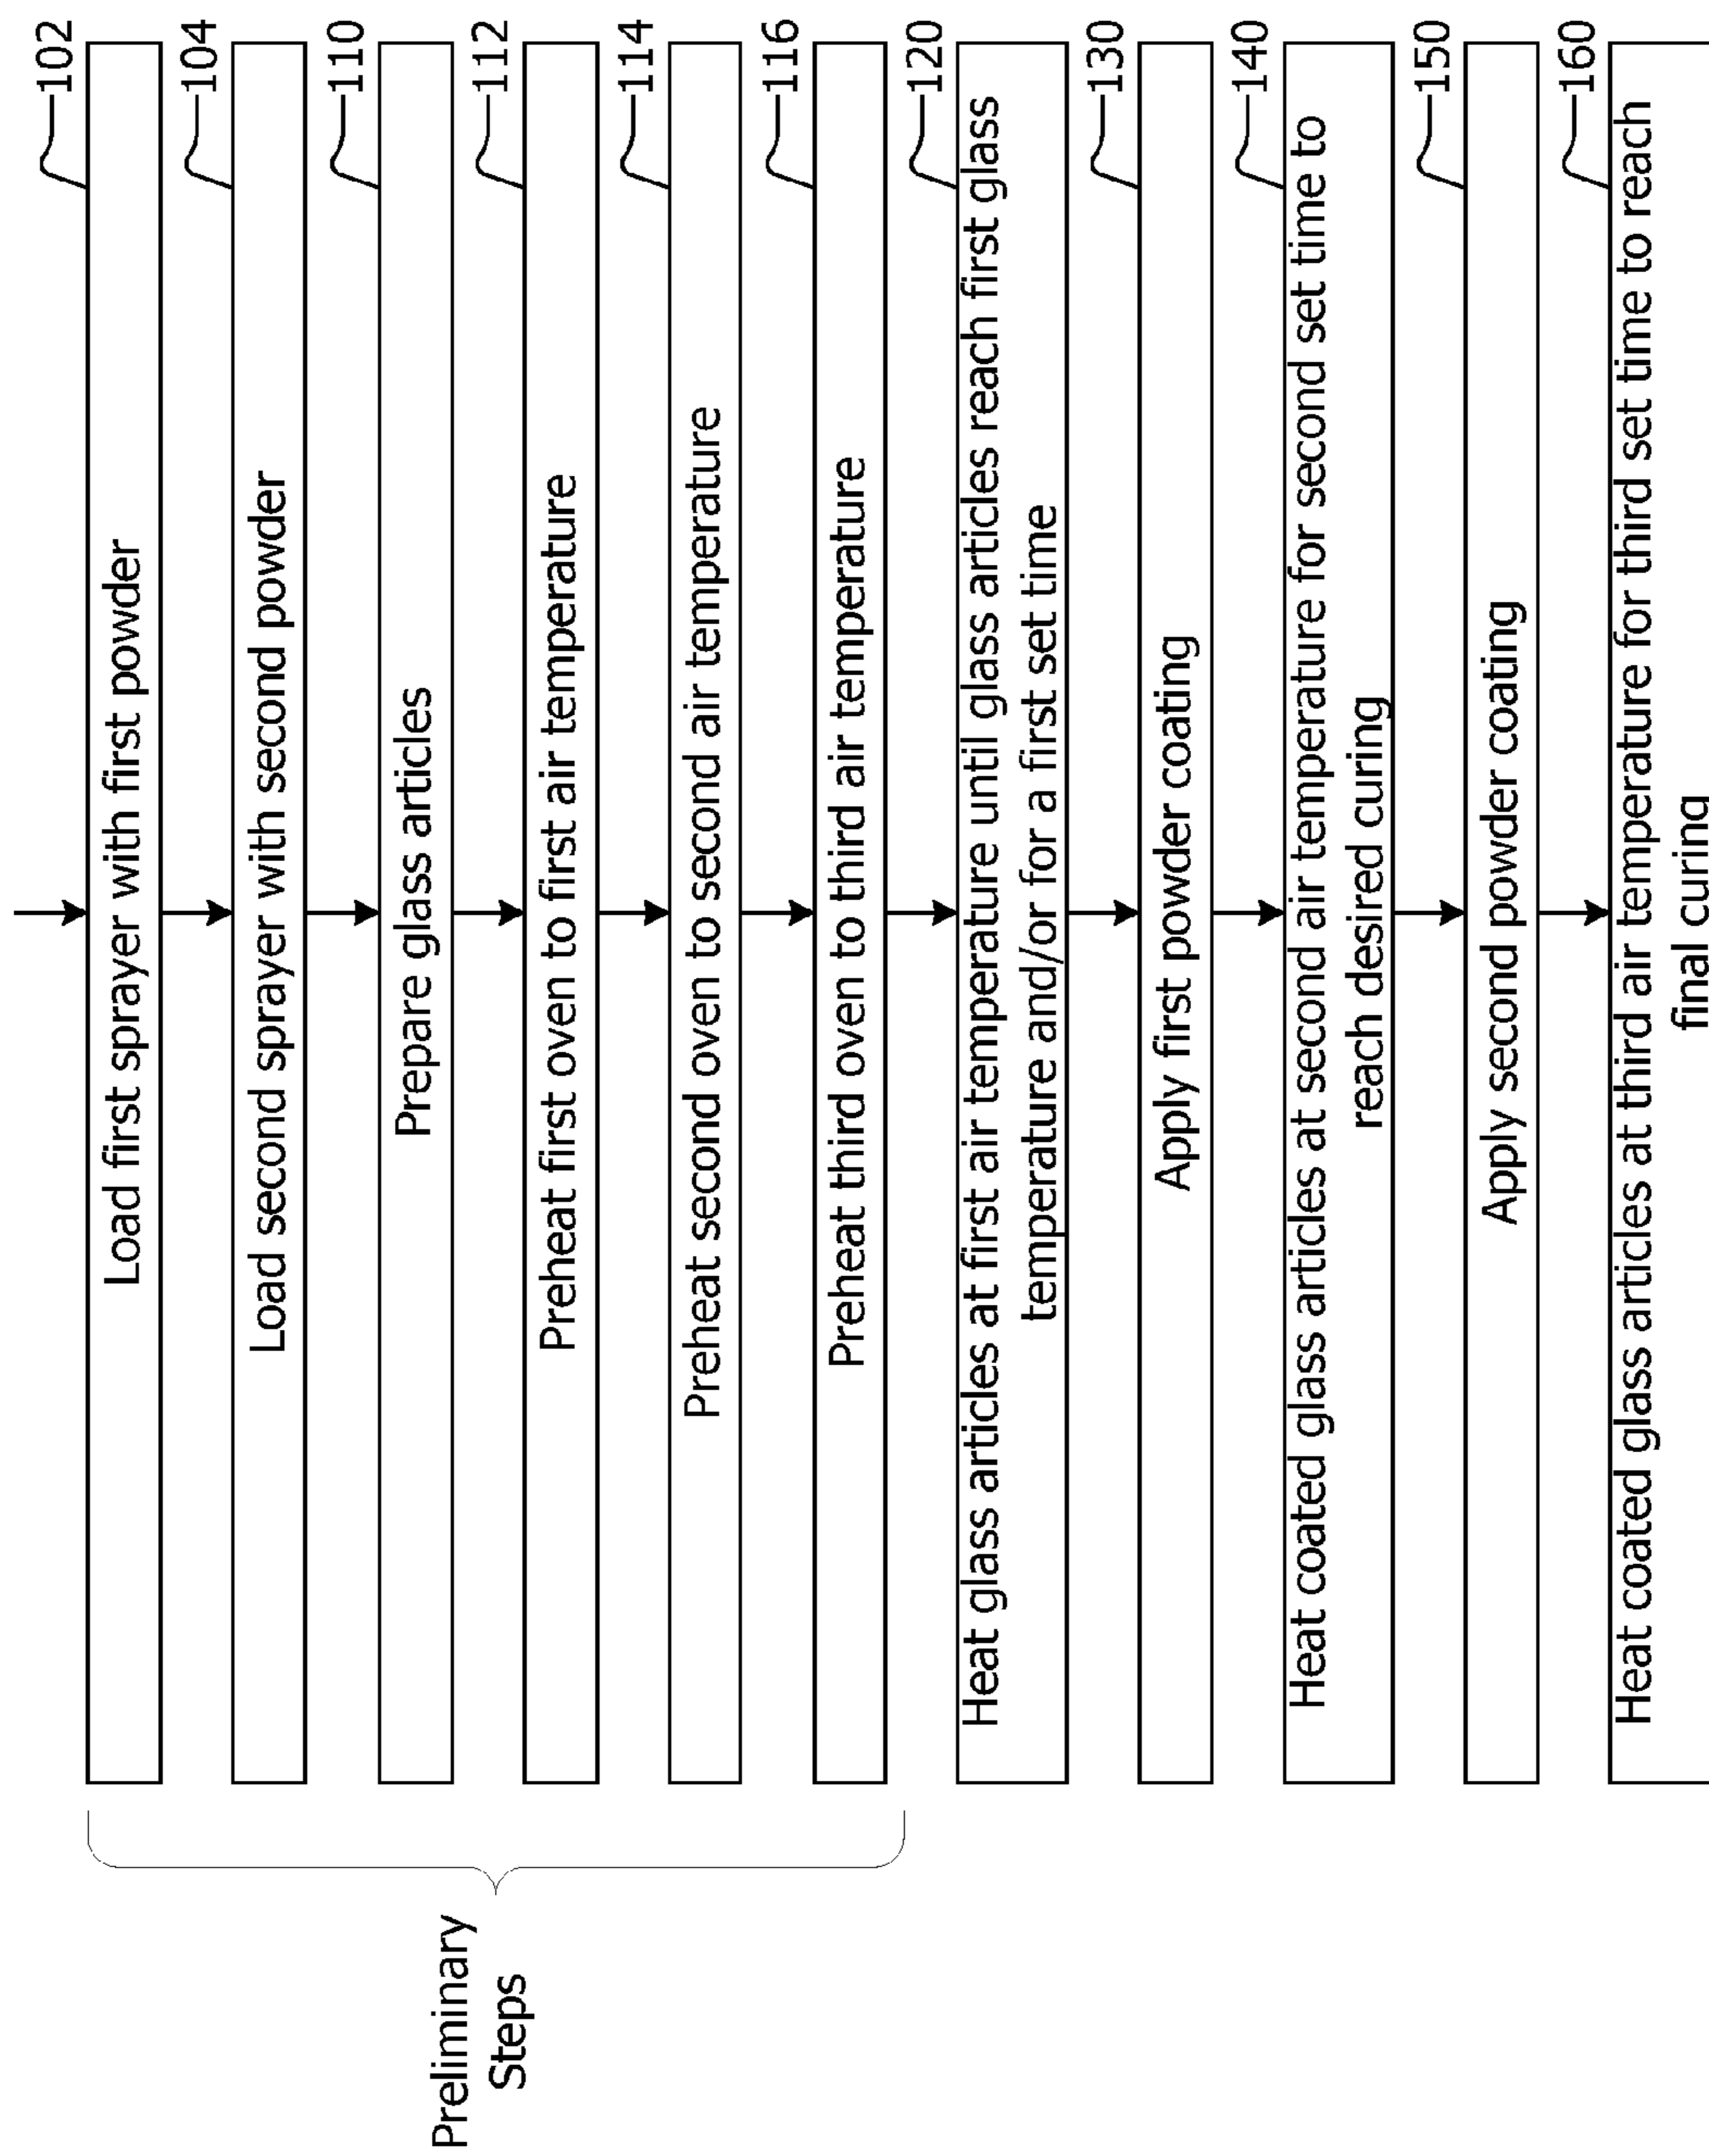 102
Load first sprayer with first powder
104
Load second sprayer with second powder
110
Prepare glass articles
112
Preheat first oven to first air temperature
114
Preheat second oven to second air temperature
116
Preheat third oven to third air temperature
Preliminary
Steps
120
Heat glass articles at first air temperature until glass articles reach first glass
temperature and/or for a first set time
130
Apply first powder coating
140
Heat coated glass articles at second air temperature for second set time to
reach desired curing
150
Apply second powder coating
160
Heat coated glass articles at third air temperature for third set time to reach
final curing